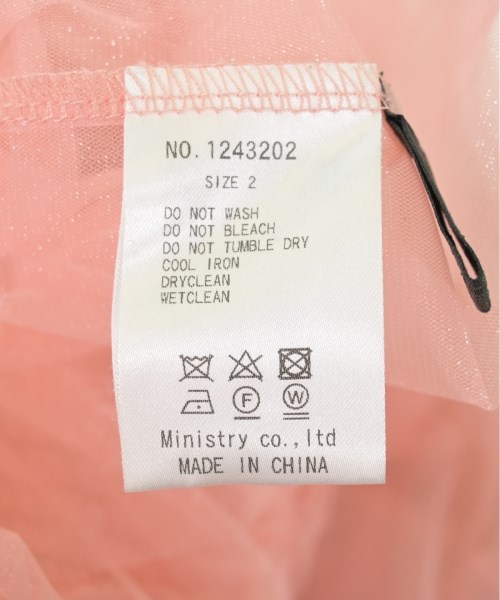 NO. 1243202
SIZE 2
DO NOT WASH
DO NOT BLEACH
DO NOT TUMBLE DRY
COOL IRON
DRYCLEAN
WETCLEAN
F W
Ministry co., ltd
MADE IN CHINA